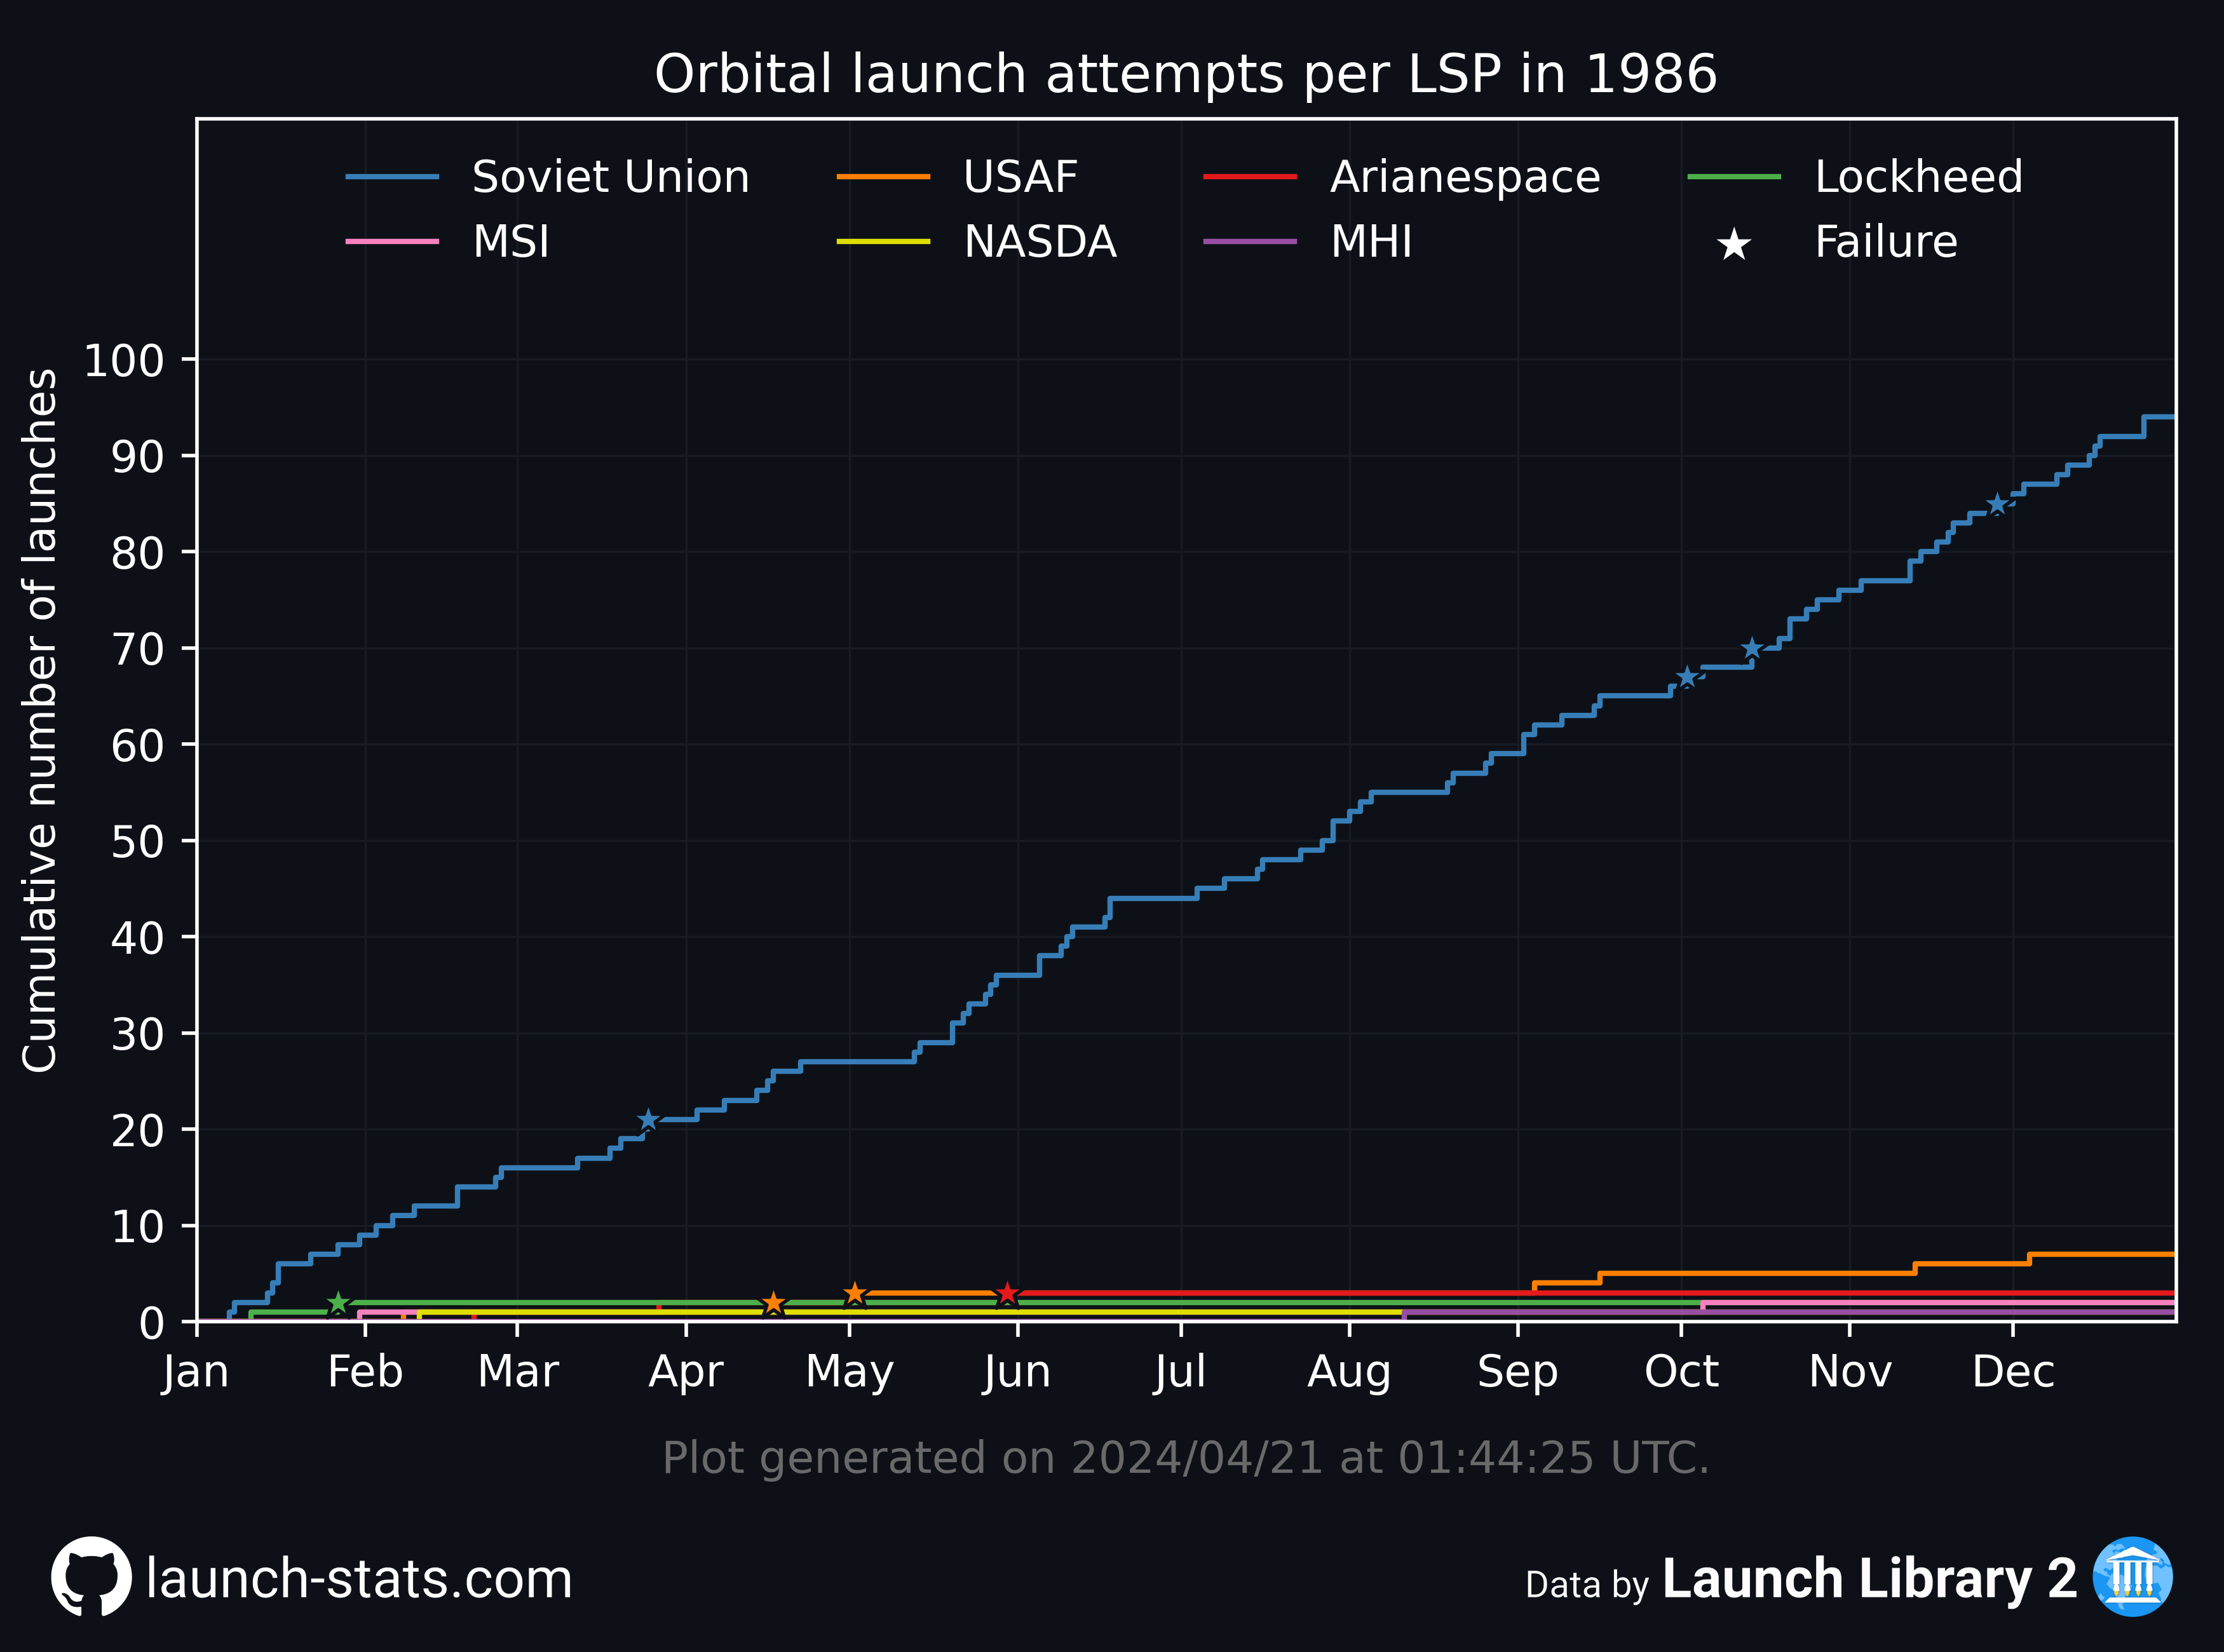 Orbital launch attempts per LSP in 1986
Soviet Union USAF Arianespace Lockheed
MSI NASDA MHI Failure
Cumulative number of launches
100
90
80
70
60
50
40
30
20
10
0
Jan Feb Mar Apr May Jun Jul Aug Sep Oct Nov Dec
Plot generated on 2024/04/21 at 01:44:25 UTC.
launch-stats.com
Data by Launch Library 2